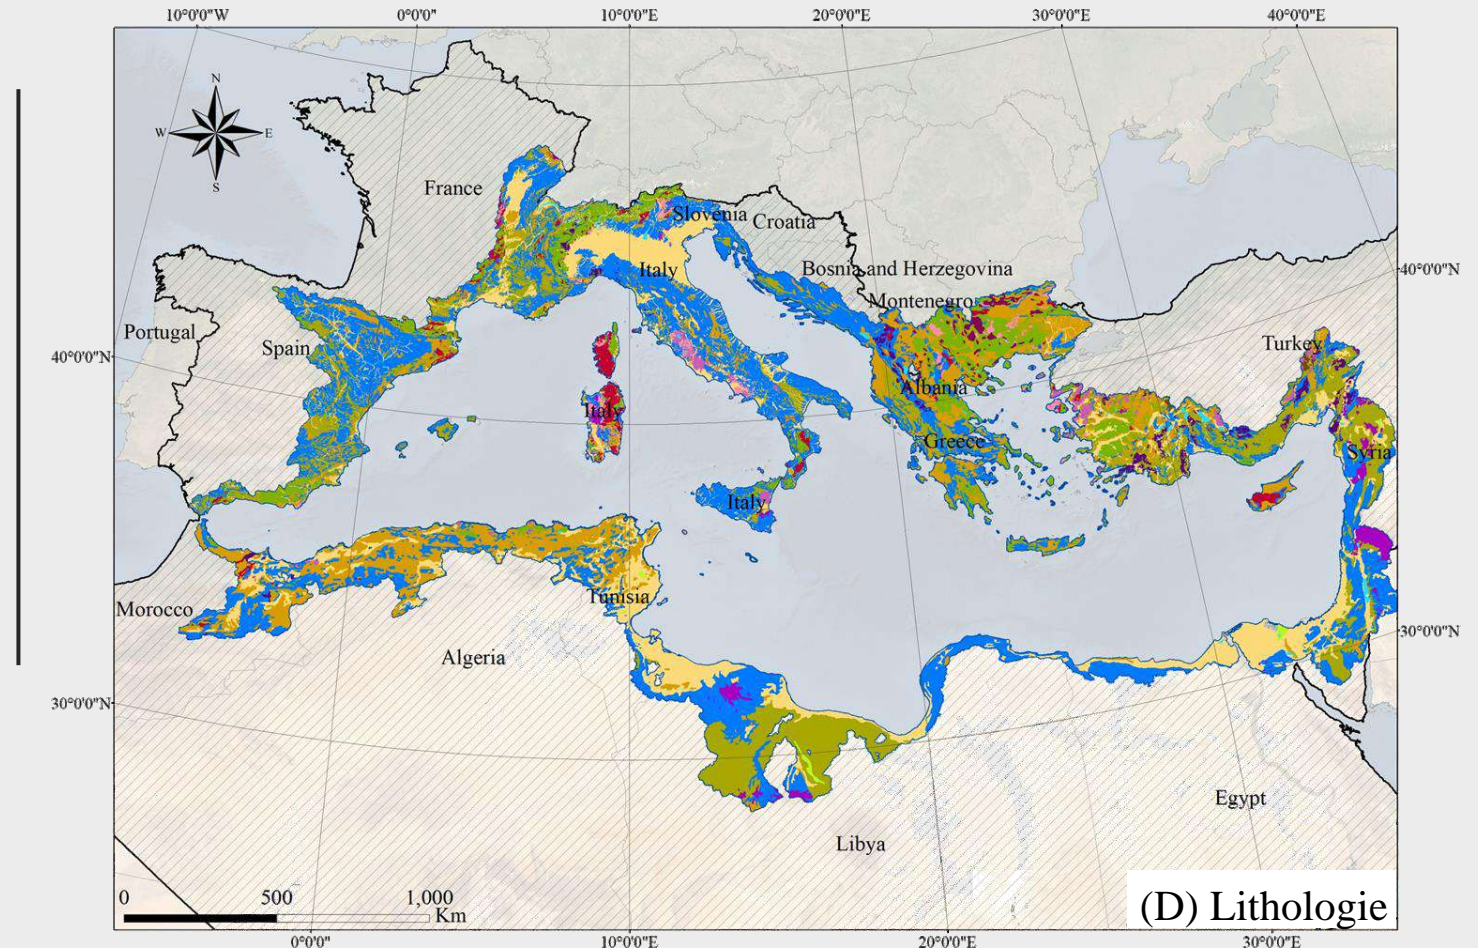 10°0'0"W 0°0'0" 10°0'0"E 20°0'0"E 30°0'0"E 40°0'0"E
N
W E
S
France
Slovenia
Croatia
Italy
Bosnia and Herzegovina
40°0'0"N
Montenegro
Portugal
Spain
Turkey
40°0'0"N
Albania
Italy
Greece
Syria
Italy
Tunisia
Morocco
30°0'0"N
Algeria
30°0'0"N
Egypt
Libya
0 500 1,000
Km
(D) Lithologie
0°0'0" 10°0'0"E 20°0'0"E 30°0'0"E